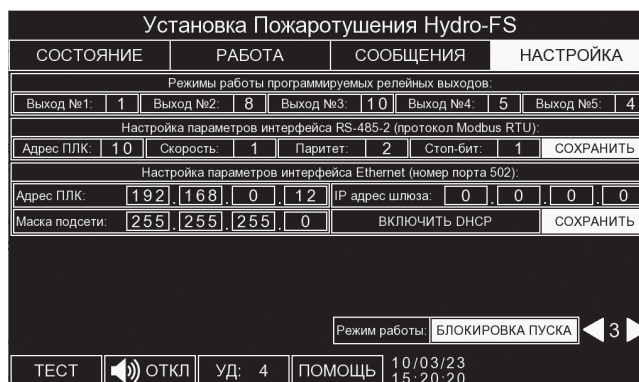 Установка Пожаротушения Hydro-FS
СОСТОЯНИЕ РАБОТА СООБЩЕНИЯ НАСТРОЙКА
Режимы работы программируемых релейных выходов:
Выход №1: 1 Выход №2: 8 Выход №3: 10 Выход №4: 5 Выход №5: 4
Настройка параметров интерфейса RS-485-2 (протокол Modbus RTU):
Адрес ПЛК: 10 Скорость: 1 Паритет: 2 Стоп-бит: 1 СОХРАНИТЬ
Настройка параметров интерфейса Ethernet (номер порта 502):
Адрес ПЛК: 192.168.0.12 IP адрес шлюза: 0.0.0.0
Маска подсети: 255.255.255.0 ВКЛЮЧИТЬ DHCP СОХРАНИТЬ
Режим работы: БЛОКИРОВКА ПУСКА 3
ТЕСТ ОТКЛ УД: 4 ПОМОЩЬ 10/03/23
15:20:20